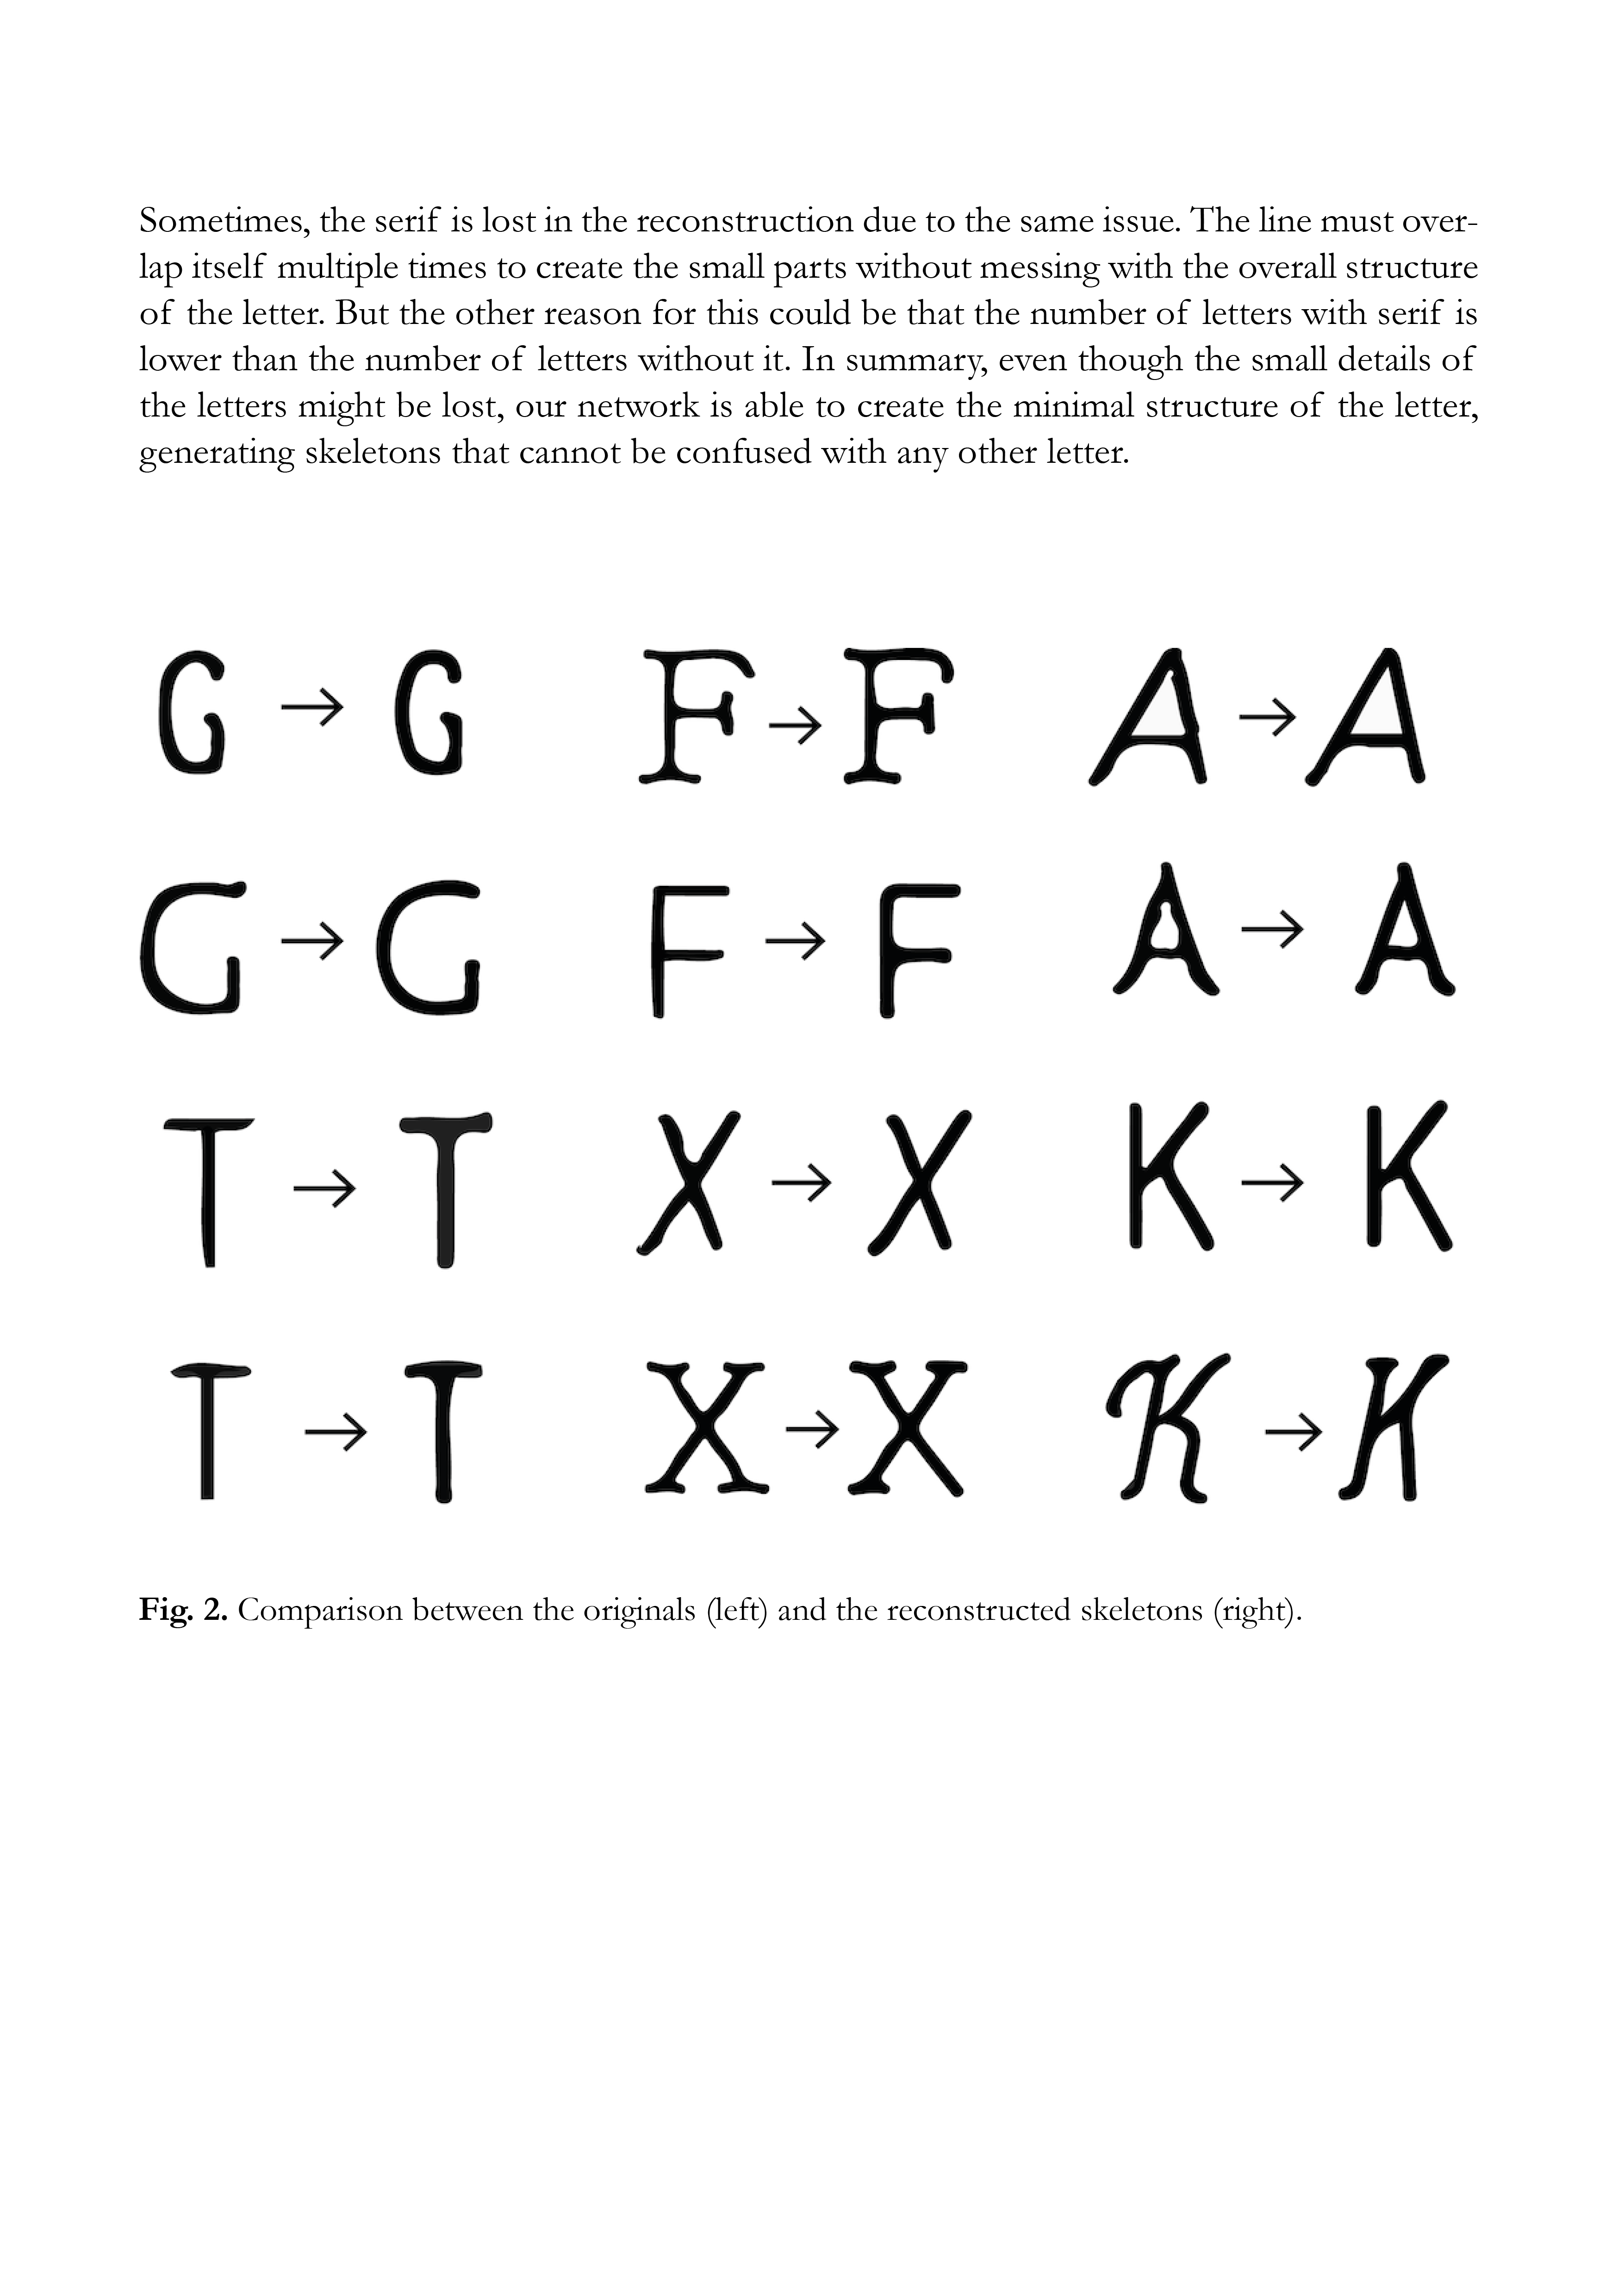 Sometimes, the serif is lost in the reconstruction due to the same issue. The line must over-
lap itself multiple times to create the small parts without messing with the overall structure
of the letter. But the other reason for this could be that the number of letters with serif is
lower than the number of letters without it. In summary, even though the small details of
the letters might be lost, our network is able to create the minimal structure of the letter,
generating skeletons that cannot be confused with any other letter.
G → G F → F A → A
G → G F → F A → A
T → T X → X K → K
T → T X → X K → K
Fig. 2. Comparison between the originals (left) and the reconstructed skeletons (right).